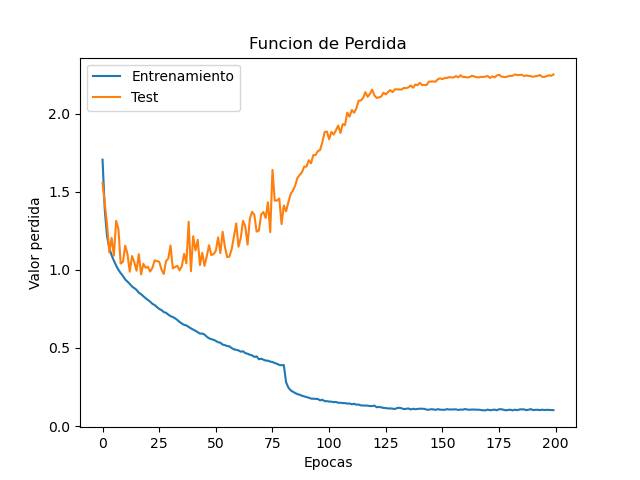 Funcion de Perdida
Entrenamiento
Test
Valor perdida
2.0
1.5
1.0
0.5
0.0
0 25 50 75 100 125 150 175 200
Epocas